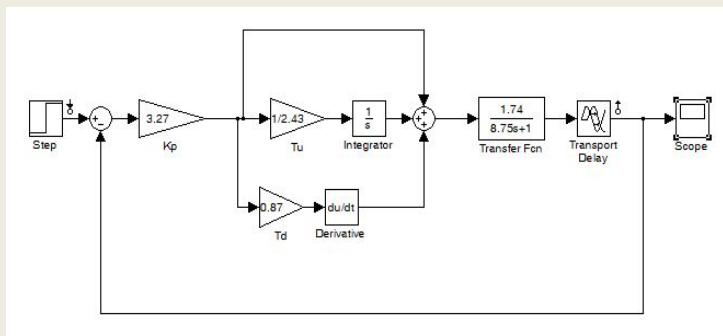 Step
+
-
3.27
Kp
1/2.43
Tu
1
s
Integrator
0.87
Td
du/dt
Derivative
+
+
+
1.74
8.75s+1
Transfer Fcn
Transport
Delay
Scope